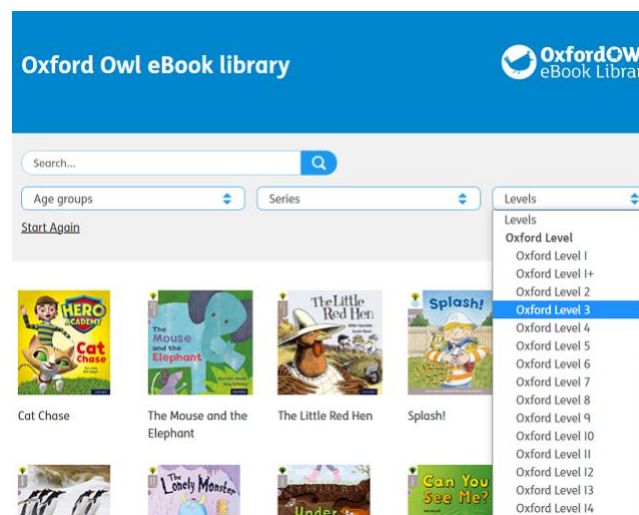 Oxford Owl eBook library
OxfordOW
eBook Librar
Search...
Age groups
Series
Levels
Start Again
Levels
Oxford Level
Oxford Level 1
Oxford Level 1+
Oxford Level 2
Oxford Level 3
Oxford Level 4
Oxford Level 5
Oxford Level 6
Oxford Level 7
Oxford Level 8
Oxford Level 9
Oxford Level 10
Oxford Level 11
Oxford Level 12
Oxford Level 13
Oxford Level 14
HERO
ACADEMY
Cat
Chase
The
Mouse
and the
Elephant
The Little
Red Hen
Splash!
Cat Chase
The Mouse and the
Elephant
The Little Red Hen
Splash!
The
Lonely Monster
Under
Can You
See Me?